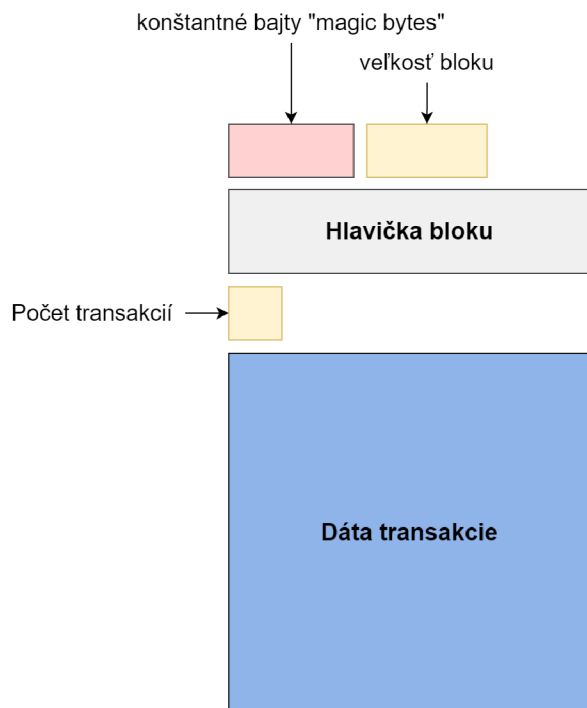 konštantné bajty "magic bytes"
veľkosť bloku
Hlavička bloku
Počet transakcií
Dáta transakcie